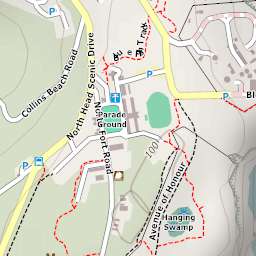 Track
Collins Beach Road
North Head Scenic Drive
North Fort Road
Parade
Ground
P
P
P
100
Bl
Avenue of Honour
Hanging
Swamp